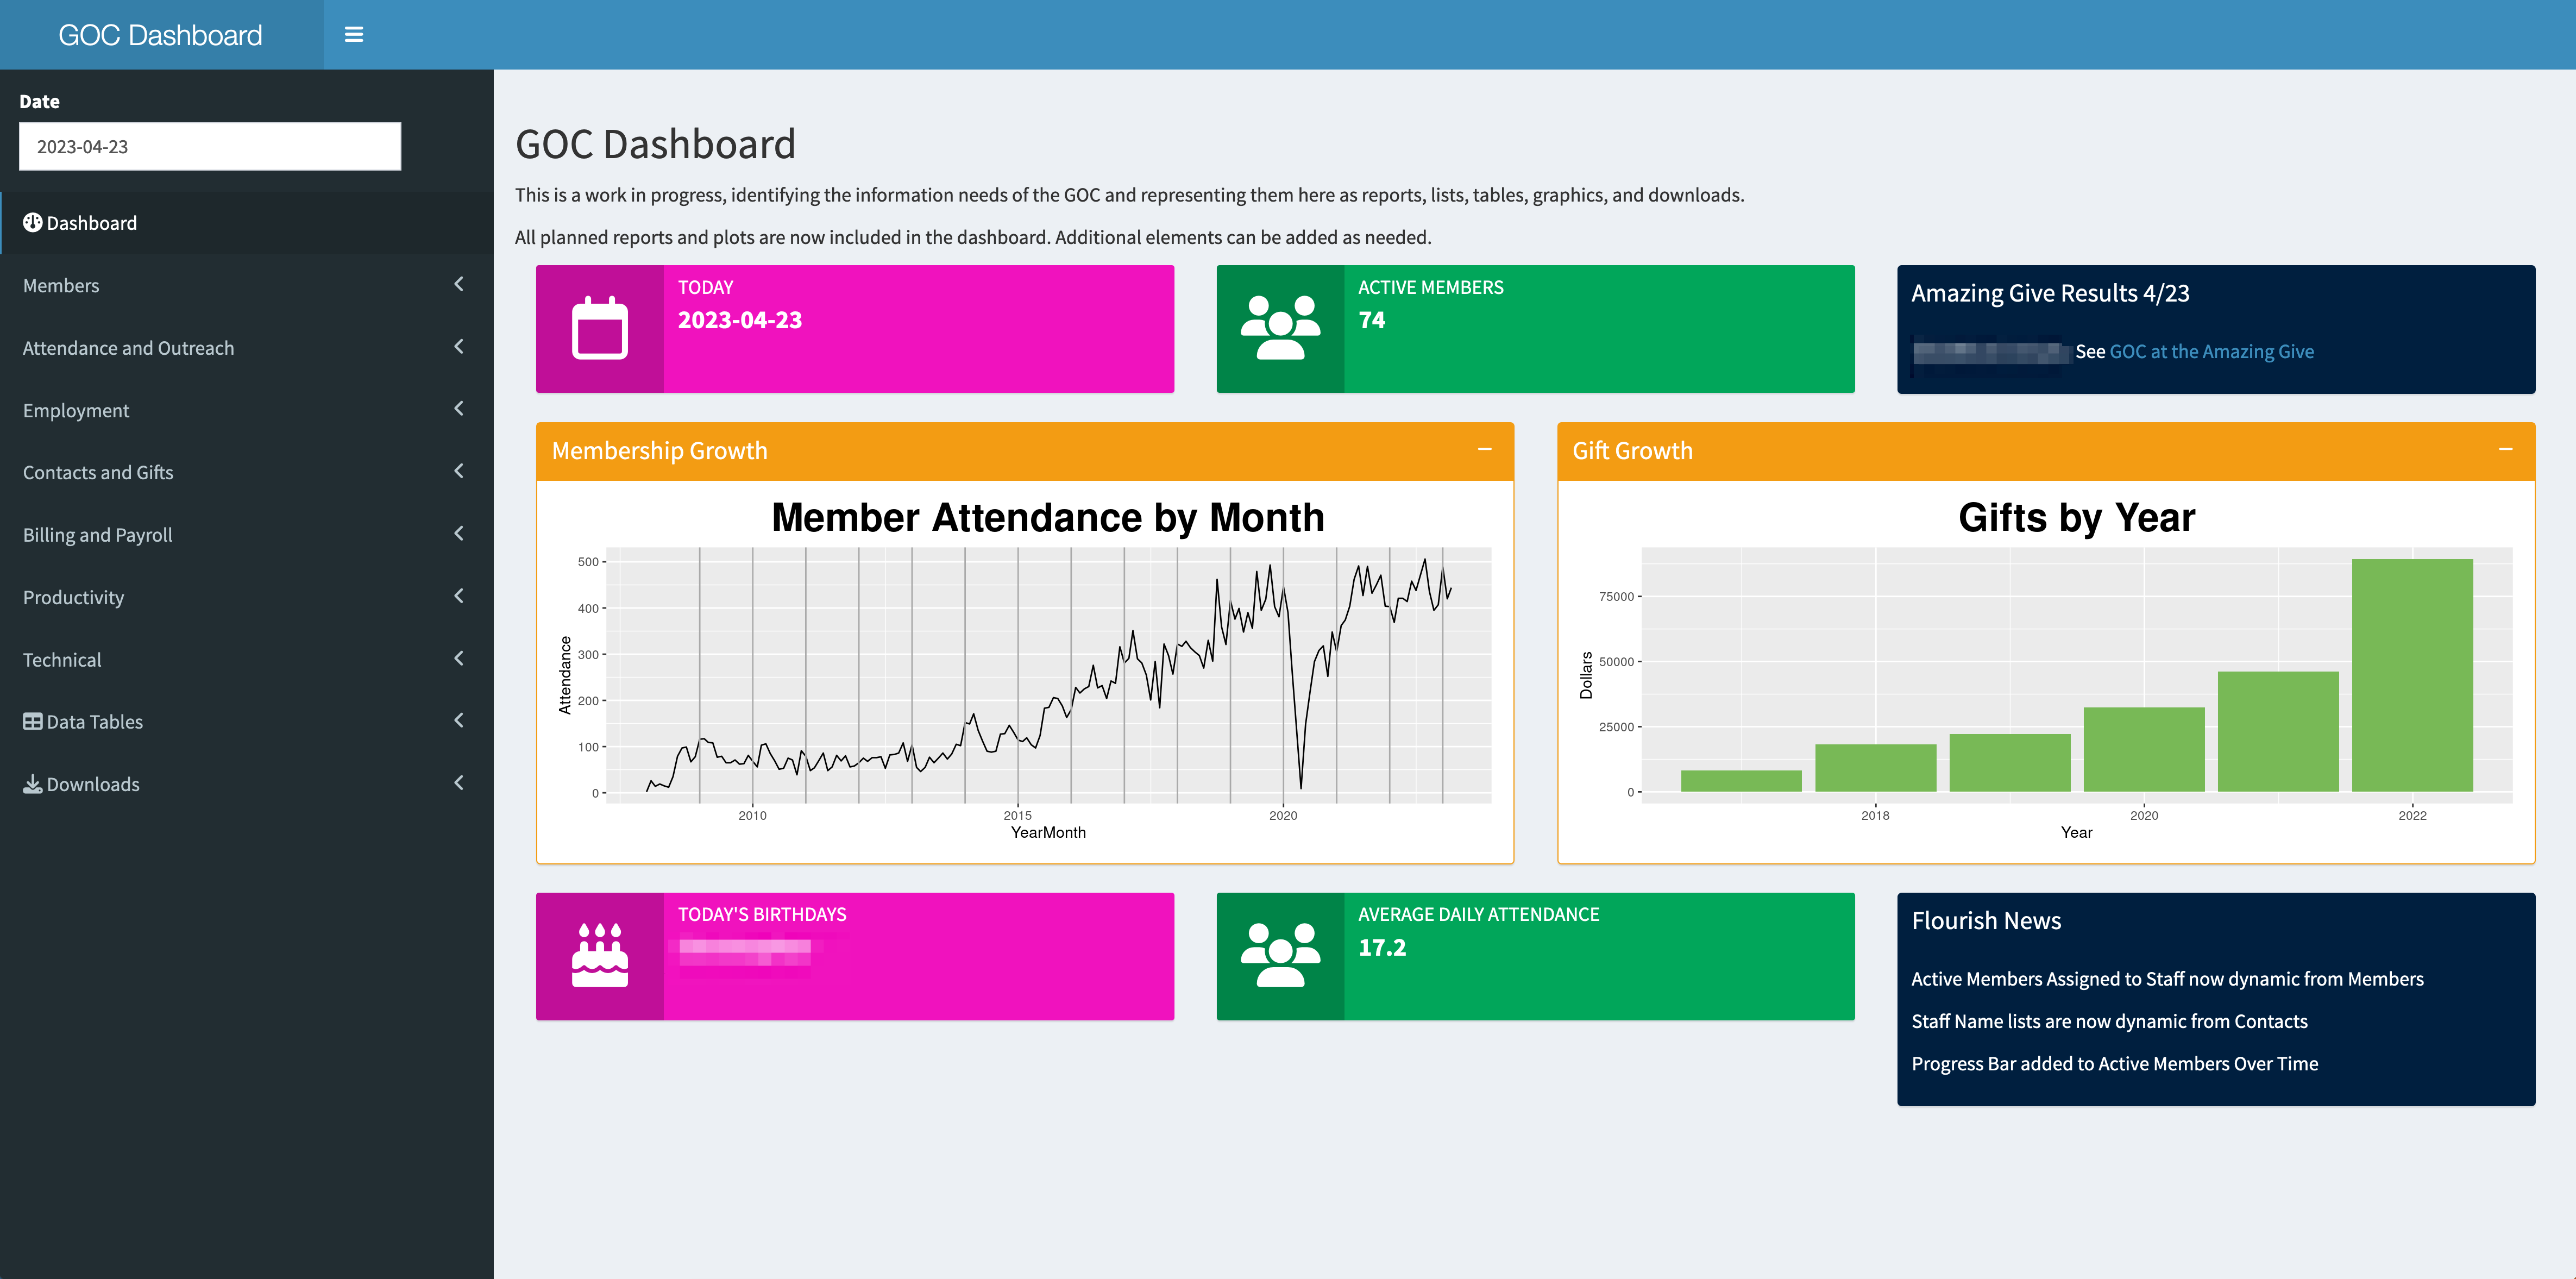 GOC Dashboard
Date
2023-04-23
Dashboard
Members
Attendance and Outreach
Employment
Contacts and Gifts
Billing and Payroll
Productivity
Technical
Data Tables
Downloads
GOC Dashboard
This is a work in progress, identifying the information needs of the GOC and representing them here as reports, lists, tables, graphics, and downloads.
All planned reports and plots are now included in the dashboard. Additional elements can be added as needed.
TODAY
2023-04-23
ACTIVE MEMBERS
74
Amazing Give Results 4/23
See GOC at the Amazing Give
Membership Growth
Member Attendance by Month
500
400
300
200
100
0
Attendance
2010 2015 2020
YearMonth
Gift Growth
Gifts by Year
75000
50000
25000
0
Dollars
2018 2020 2022
Year
TODAY'S BIRTHDAYS
AVERAGE DAILY ATTENDANCE
17.2
Flourish News
Active Members Assigned to Staff now dynamic from Members
Staff Name lists are now dynamic from Contacts
Progress Bar added to Active Members Over Time